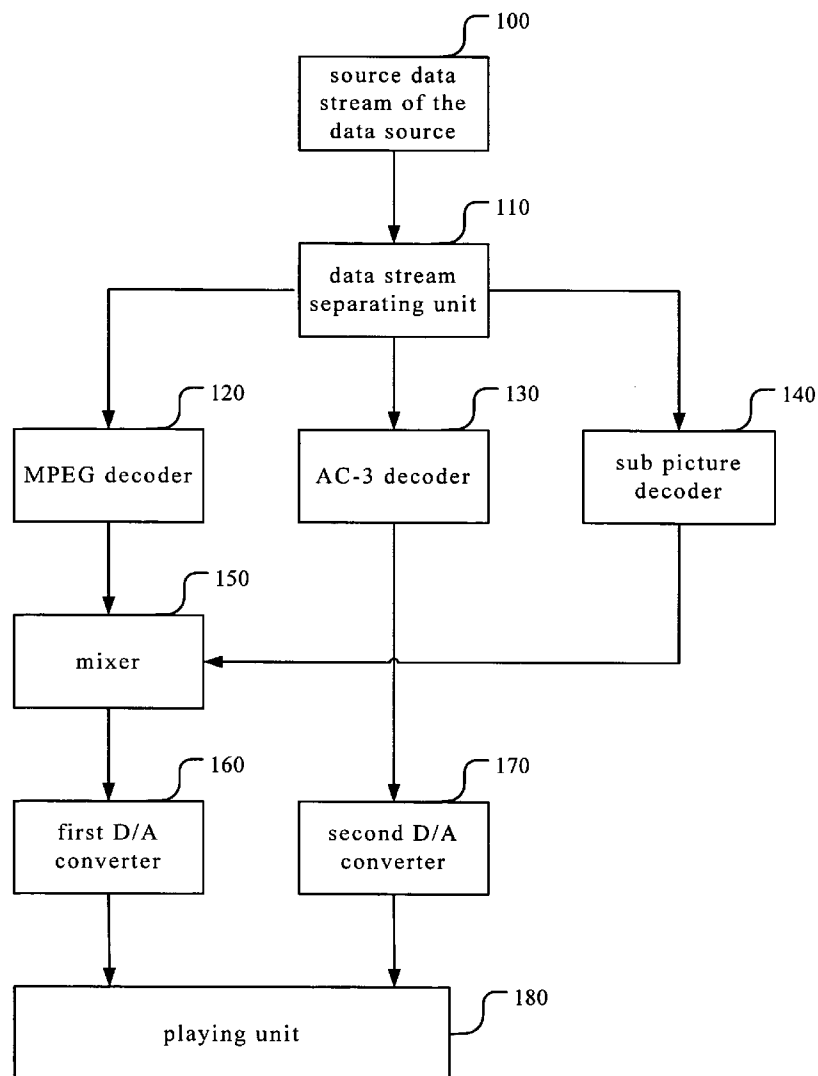 100
source data
stream of the
data source
110
data stream
separating unit
120
130
140
MPEG decoder
AC-3 decoder
sub picture
decoder
150
mixer
160
170
first D/A
converter
second D/A
converter
180
playing unit